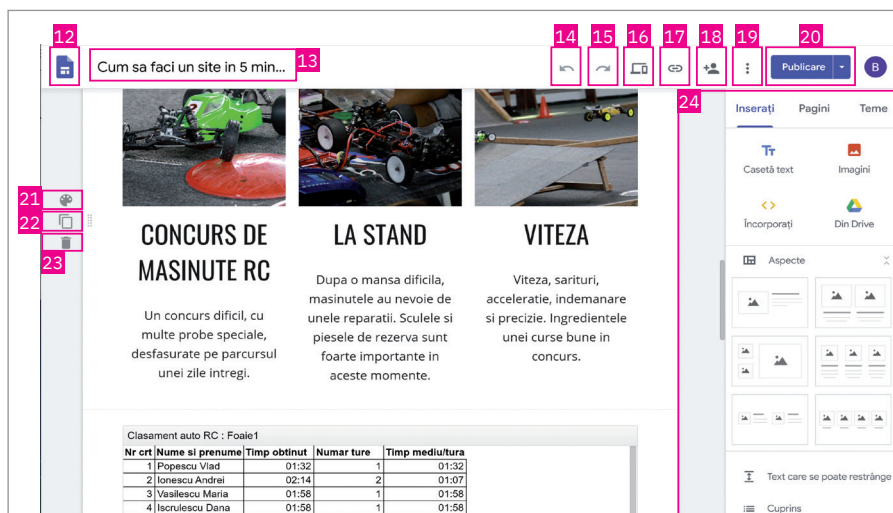 12
13
14
15
16
17
18
19
20
Cum sa faci un site in 5 min...
Publicare
B
24
Inserați Pagini Teme
Casetă text
Imagini
Încorporați
Din Drive
Aspecte
Text care se poate restrânge
Cuprins
21
22
23
CONCURS DE
MASINUTE RC
Un concurs dificil, cu
multe probe speciale,
desfasurate pe parcursul
unei zile intregi.
LA STAND
Dupa o mansa dificila,
masinutele au nevoie de
unele reparatii. Sculele si
piesele de rezerva sunt
foarte importante in
aceste momente.
VITEZA
Viteza, sarituri,
acceleratie, indemanare
si precizie. Ingredientele
unei curse bune in
concurs.
Clasament auto RC : Foaie1
Nr crt Nume si prenume Timp obtinut Numar ture Timp mediu/tura
1 Popescu Vlad 01:32 1 01:32
2 Ionescu Andrei 02:14 2 01:07
3 Vasilescu Maria 01:58 1 01:58
4 Iscrulescu Dana 01:58 1 01:58